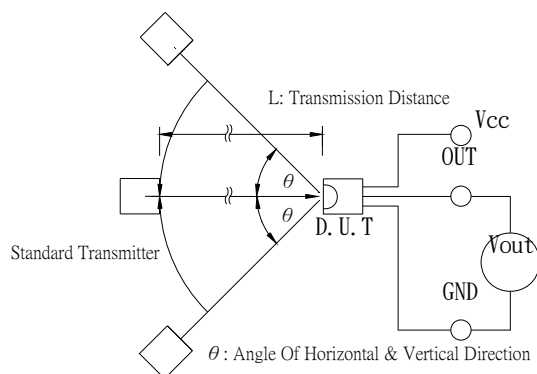 L: Transmission Distance
Vcc
OUT
θ
θ
D.U.T
Standard Transmitter
Vout
GND
θ : Angle Of Horizontal & Vertical Direction